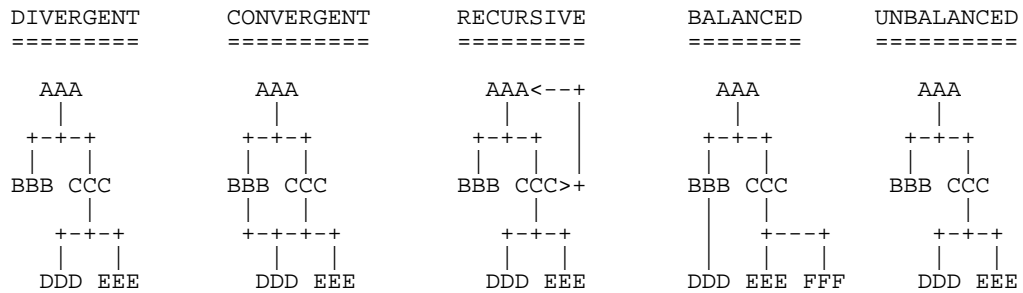 DIVERGENT       CONVERGENT      RECURSIVE       BALANCED     UNBALANCED
=========       ==========      =========       ========     ==========

  AAA             AAA             AAA<--+         AAA           AAA
   |               |               |    |          |             |
 +-+-+           +-+-+           +-+-+  |        +-+-+         +-+-+
 |   |           |   |           |   |  |        |   |         |   |
BBB CCC         BBB CCC         BBB CCC>+       BBB CCC       BBB CCC
     |           |   |               |           |   |             |
   +-+-+         +-+-+-+           +-+-+         |   +---+       +-+-+
   |   |           |   |           |   |         |   |   |       |   |
  DDD EEE         DDD EEE         DDD EEE       DDD EEE FFF     DDD EEE